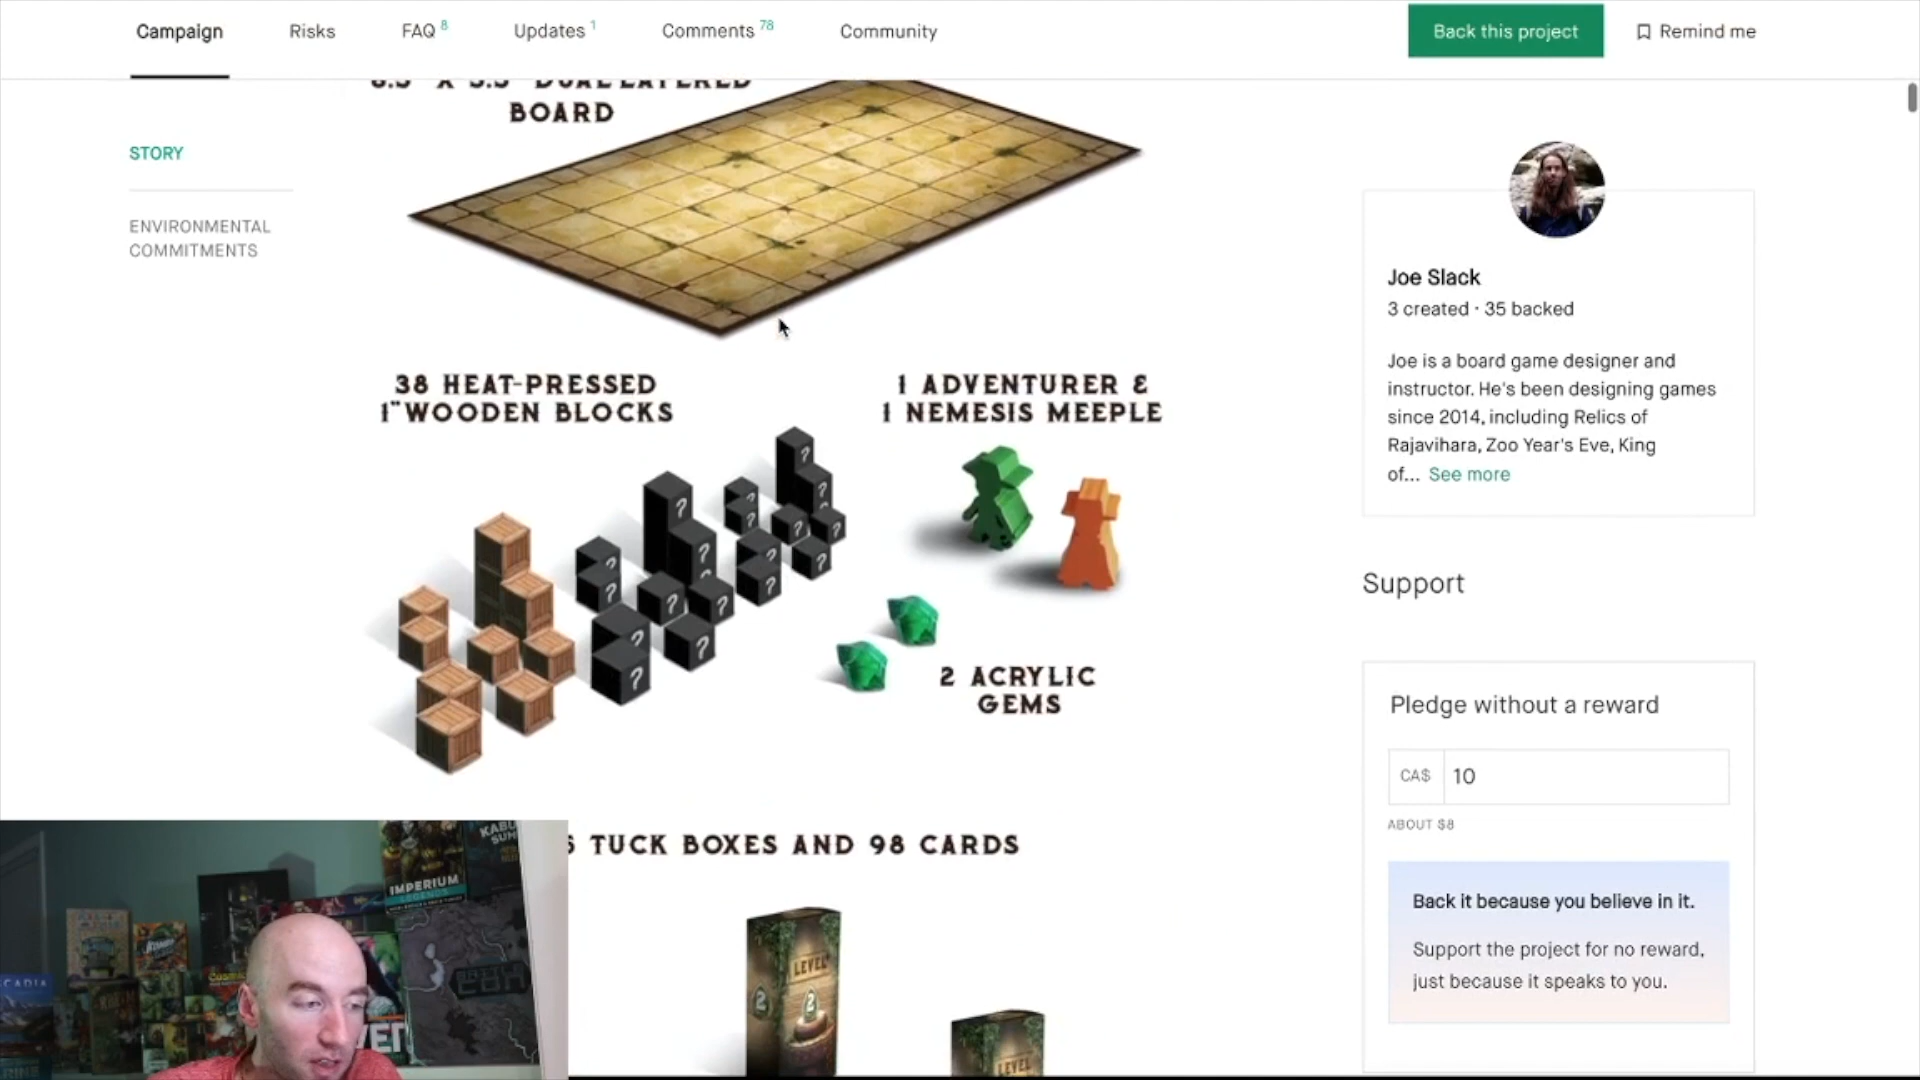 Campaign
Risks
FAQ 8
Updates 1
Comments 78
Community
Back this project
Remind me
BOARD
STORY
ENVIRONMENTAL
COMMITMENTS
38 HEAT-PRESSED
1" WOODEN BLOCKS
1 ADVENTURER &
1 NEMESIS MEEPLE
2 ACRYLIC
GEMS
TUCK BOXES AND 98 CARDS
LEVEL
2
2
LEVEL
Joe Slack
3 created · 35 backed
Joe is a board game designer and
instructor. He's been designing games
since 2014, including Relics of
Rajavihara, Zoo Year's Eve, King
of... See more
Support
Pledge without a reward
CA$ 10
ABOUT $8
Back it because you believe in it.
Support the project for no reward,
just because it speaks to you.
IMPERIUM
LEGENDS